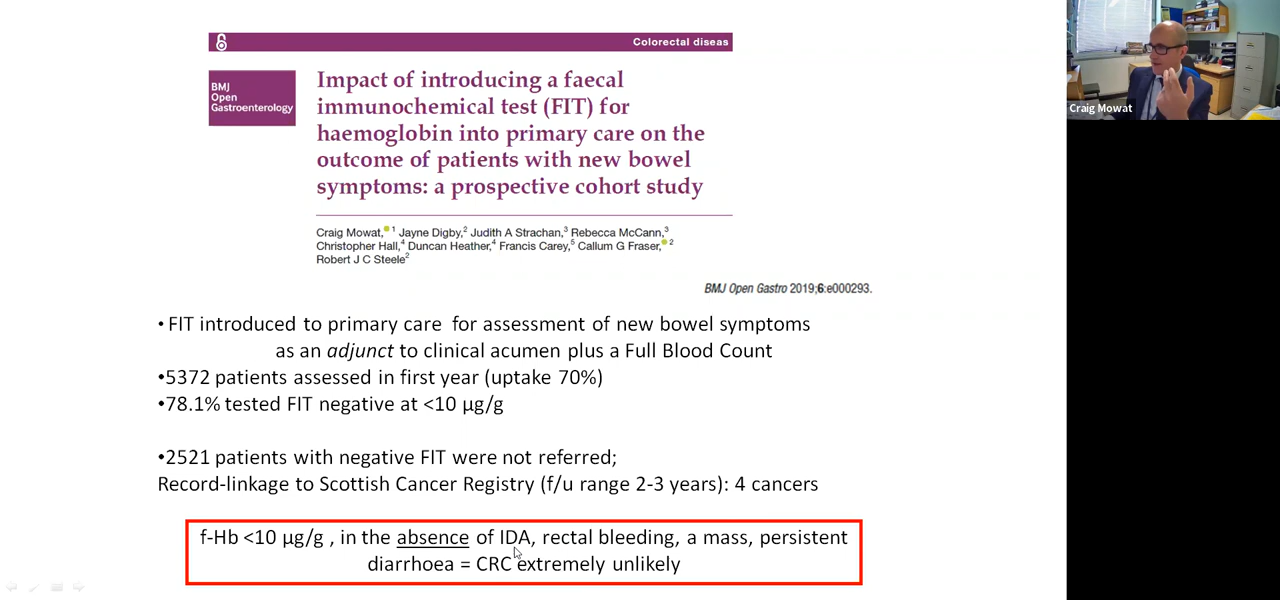 Colorectal diseas
BMJ
Open
Gastroenterology
Impact of introducing a faecal
immunochemical test (FIT) for
haemoglobin into primary care on the
outcome of patients with new bowel
symptoms: a prospective cohort study
Craig Mowat, 1 Jayne Digby,2 Judith A Strachan,3 Rebecca McCann,3
Christopher Hall,4 Duncan Heather,4 Francis Carey,5 Callum G Fraser, 2
Robert J C Steele2
BMJ Open Gastro 2019;6:e000293.
• FIT introduced to primary care for assessment of new bowel symptoms
as an adjunct to clinical acumen plus a Full Blood Count
•5372 patients assessed in first year (uptake 70%)
•78.1% tested FIT negative at <10 µg/g
•2521 patients with negative FIT were not referred;
Record-linkage to Scottish Cancer Registry (f/u range 2-3 years): 4 cancers
f-Hb <10 µg/g , in the absence of IDA, rectal bleeding, a mass, persistent
diarrhoea = CRC extremely unlikely
Craig Mowat